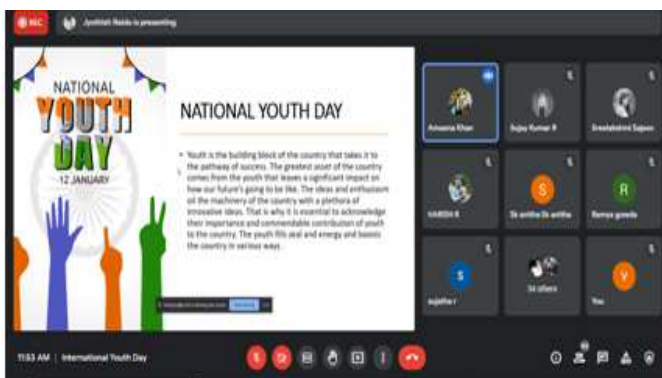 REC
Jyothish Naidu is presenting
NATIONAL
YOUTH
DAY
12 JANUARY
NATIONAL YOUTH DAY
• Youth is the building block of the country that takes it to
the pathway of success. The greatest asset of the country
comes from the youth that leaves a significant impact on
how our future's going to be like. The ideas and enthusiasm
oil the machinery of the country with a plethora of
innovative ideas. That is why it is essential to acknowledge
their importance and commendable contribution of youth
to the country. The youth fills zeal and energy and boosts
the country in various ways.
Ameena Khan
Sujay Kumar R
Sreelakshmi Sajeev
HARISH R
S
Sk anitha Sk anitha
R
Ramya gowda
S
sujatha r
54 others
V
You
11:53 AM | International Youth Day